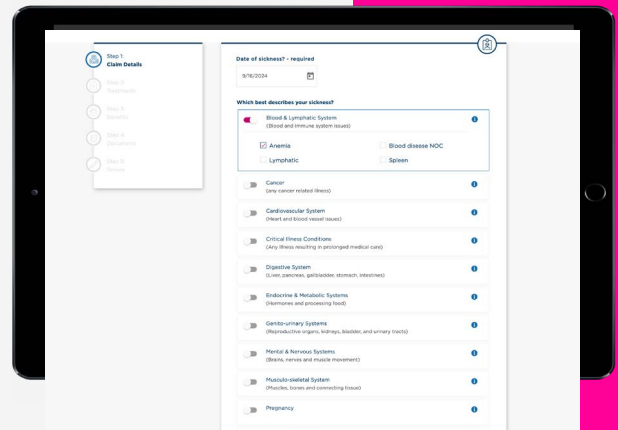 Step 1:
Claim Details
Step 2:
Treatments
Step 3:
Benefits
Step 4:
Documents
Step 5:
Review
Date of sickness? - required
9/16/2024
Which best describes your sickness?
Blood & Lymphatic System
(Blood and immune system issues)
Anemia
Blood disease NOC
Lymphatic
Spleen
Cancer
(any cancer related illness)
Cardiovascular System
(Heart and blood vessel issues)
Critical Illness Conditions
(Any illness resulting in prolonged medical care)
Digestive System
(Liver, pancreas, gallbladder, stomach, intestines)
Endocrine & Metabolic Systems
(Hormones and processing food)
Genito-urinary Systems
(Reproductive organs, kidneys, bladder, and urinary tracts)
Mental & Nervous Systems
(Brains, nerves and muscle movement)
Musculo-skeletal System
(Muscles, bones and connecting tissue)
Pregnancy